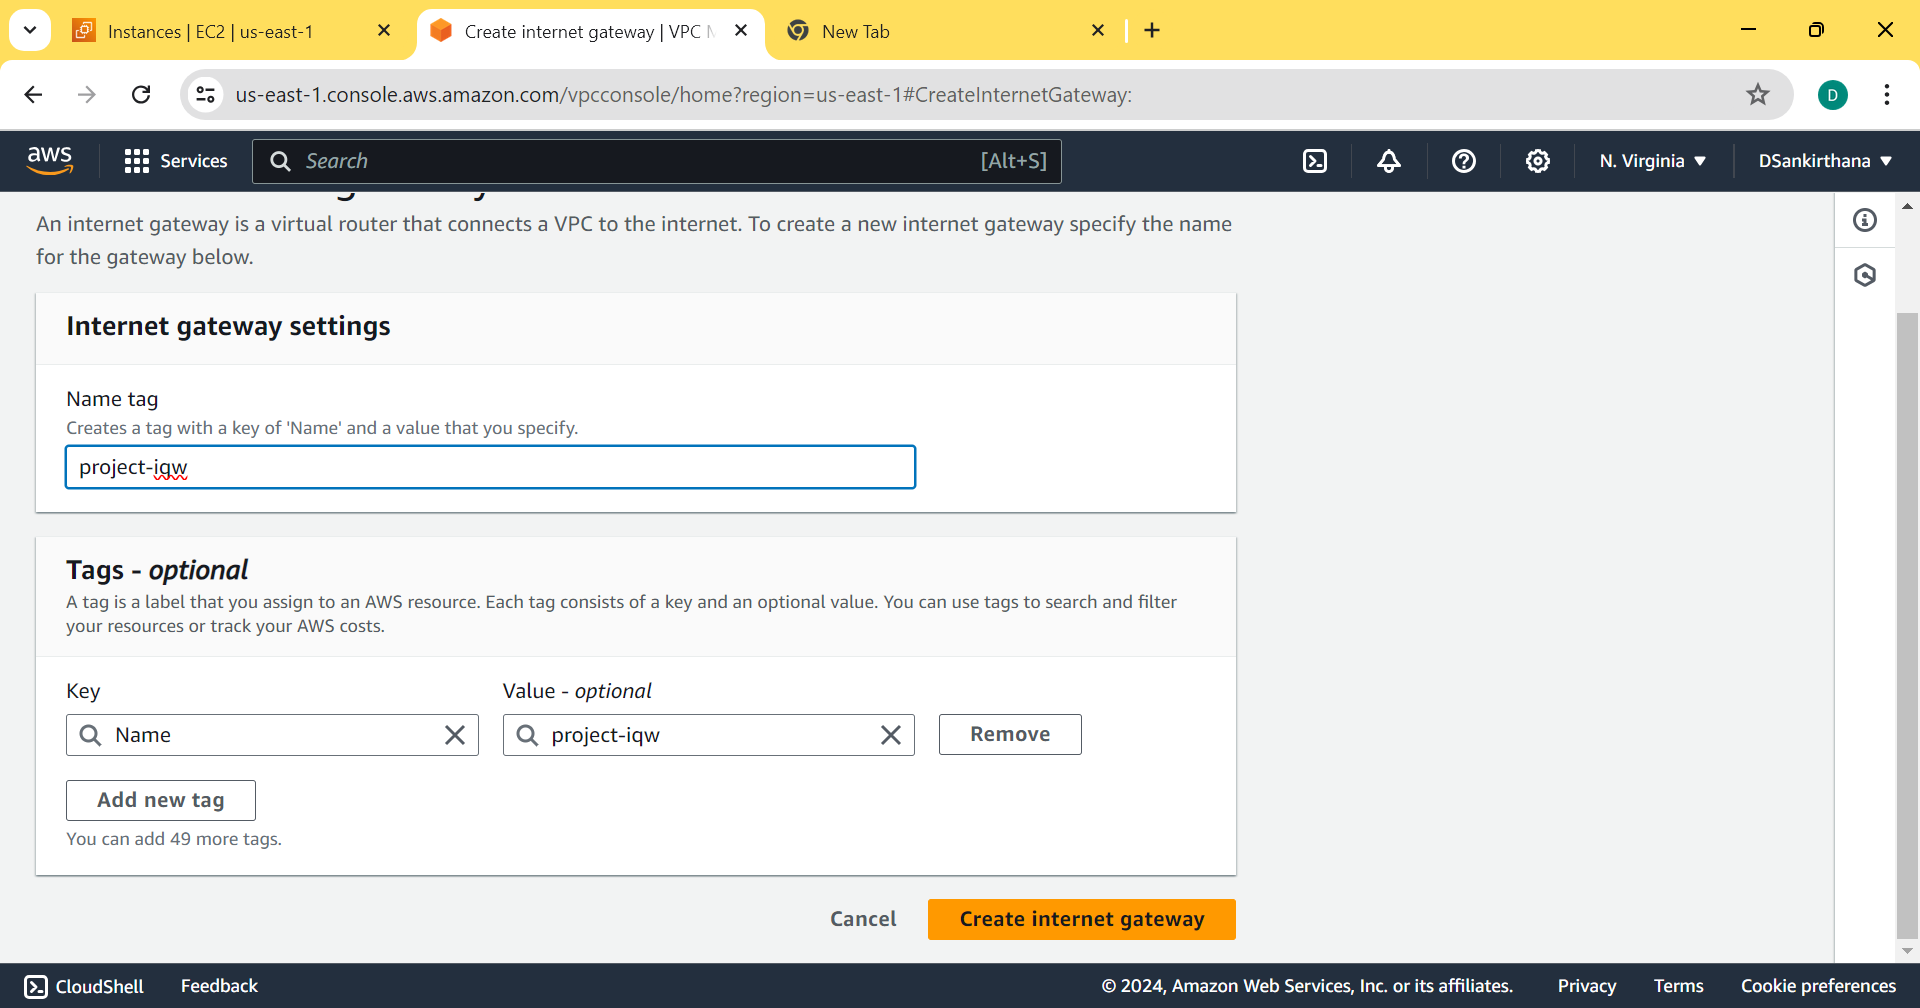 Instances | EC2 | us-east-1
Create internet gateway | VPC
New Tab
us-east-1.console.aws.amazon.com/vpcconsole/home?region=us-east-1#CreateInternetGateway:
D
aws
Services
Search
[Alt+S]
N. Virginia
DSankirthana
An internet gateway is a virtual router that connects a VPC to the internet. To create a new internet gateway specify the name
for the gateway below.
Internet gateway settings
Name tag
Creates a tag with a key of 'Name' and a value that you specify.
project-iqw
Tags - optional
A tag is a label that you assign to an AWS resource. Each tag consists of a key and an optional value. You can use tags to search and filter
your resources or track your AWS costs.
Key
Value - optional
Name
project-iqw
Remove
Add new tag
You can add 49 more tags.
Cancel
Create internet gateway
CloudShell
Feedback
© 2024, Amazon Web Services, Inc. or its affiliates.
Privacy
Terms
Cookie preferences